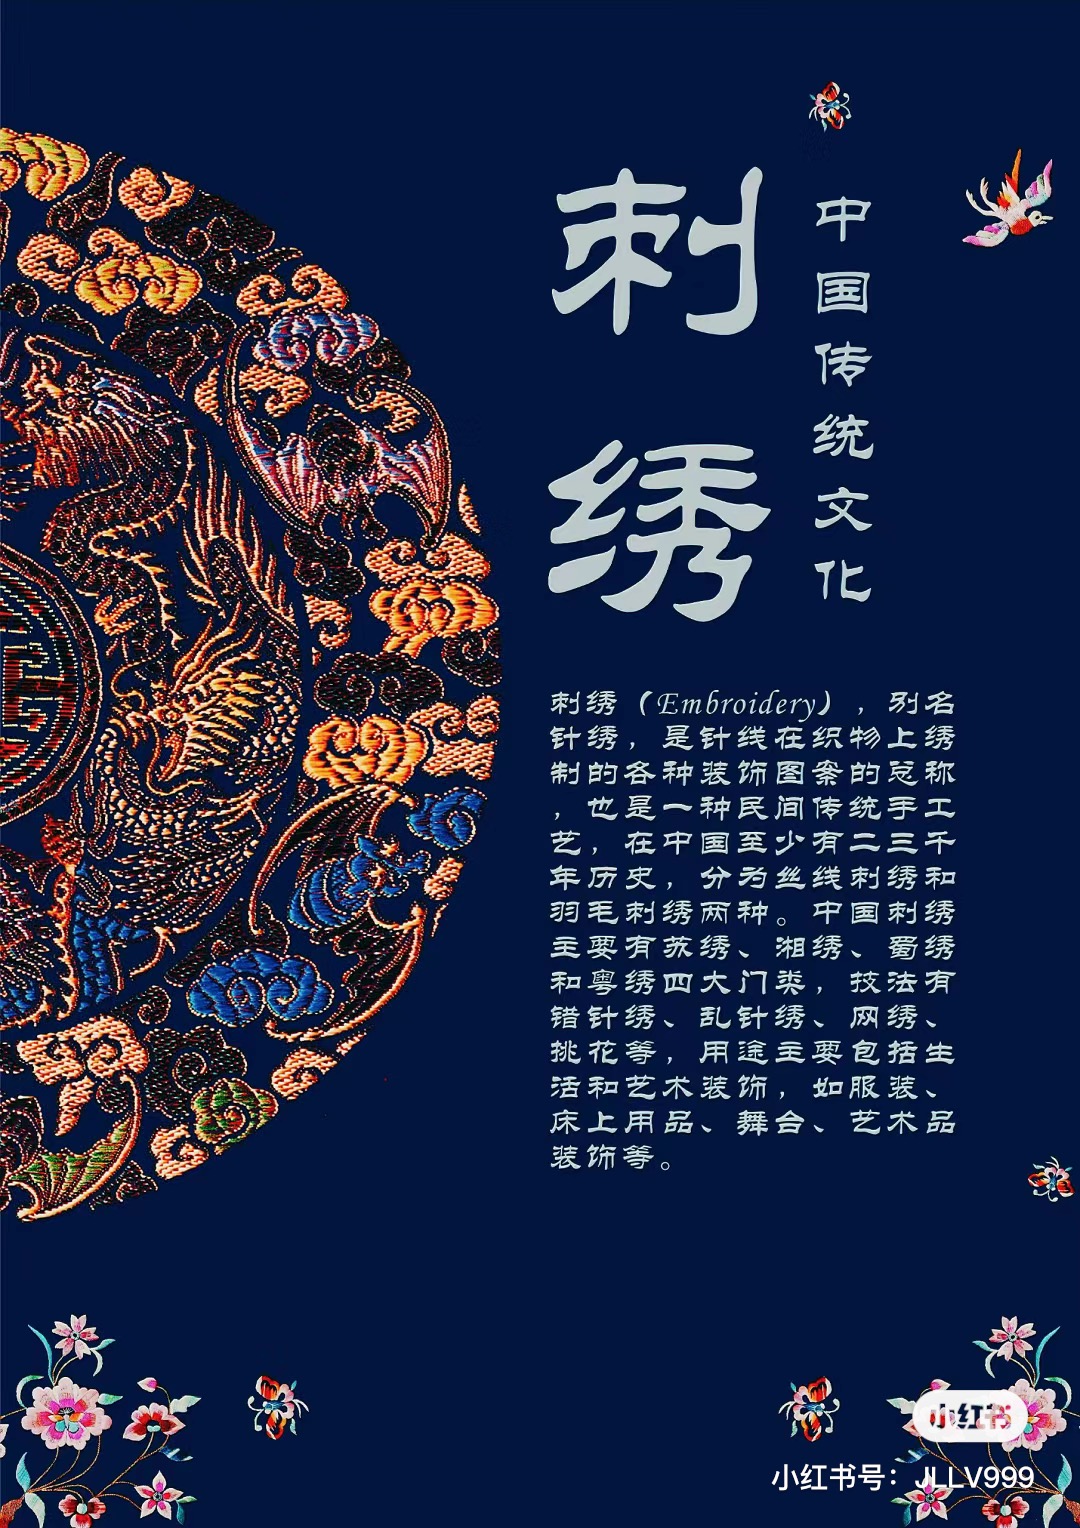 刺绣
中国传统文化
刺绣（Embroidery），别名
针绣，是针线在织物上绣
制的各种装饰图案的总称
，也是一种民间传统手工
艺，在中国至少有二三千
年历史，分为丝线刺绣和
羽毛刺绣两种。中国刺绣
主要有苏绣、湘绣、蜀绣
和粤绣四大门类，技法有
错针绣、乱针绣、网绣、
挑花等，用途主要包括生
活和艺术装饰，如服装、
床上用品、舞台、艺术品
装饰等。
小红书
小红书号：JLLV999